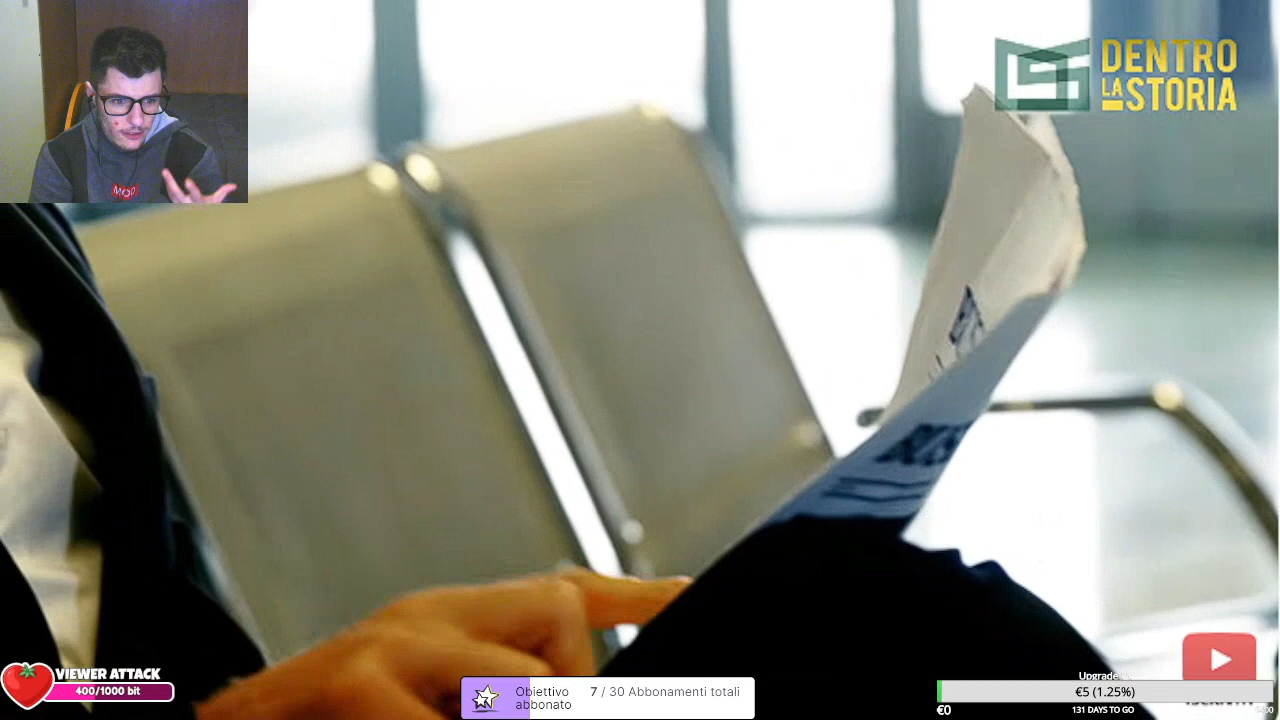 DENTRO
LA STORIA
VIEWER ATTACK
400/1000 bit
Obiettivo
abbonato
7 / 30 Abbonamenti totali
Upgrade
€5 (1.25%)
€0
131 DAYS TO GO